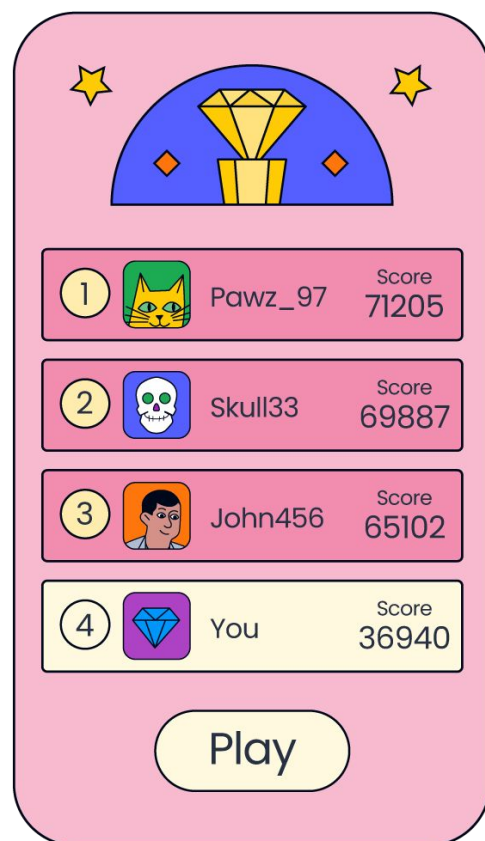 1 Pawz_97 Score 71205
2 Skull33 Score 69887
3 John456 Score 65102
4 You Score 36940
Play